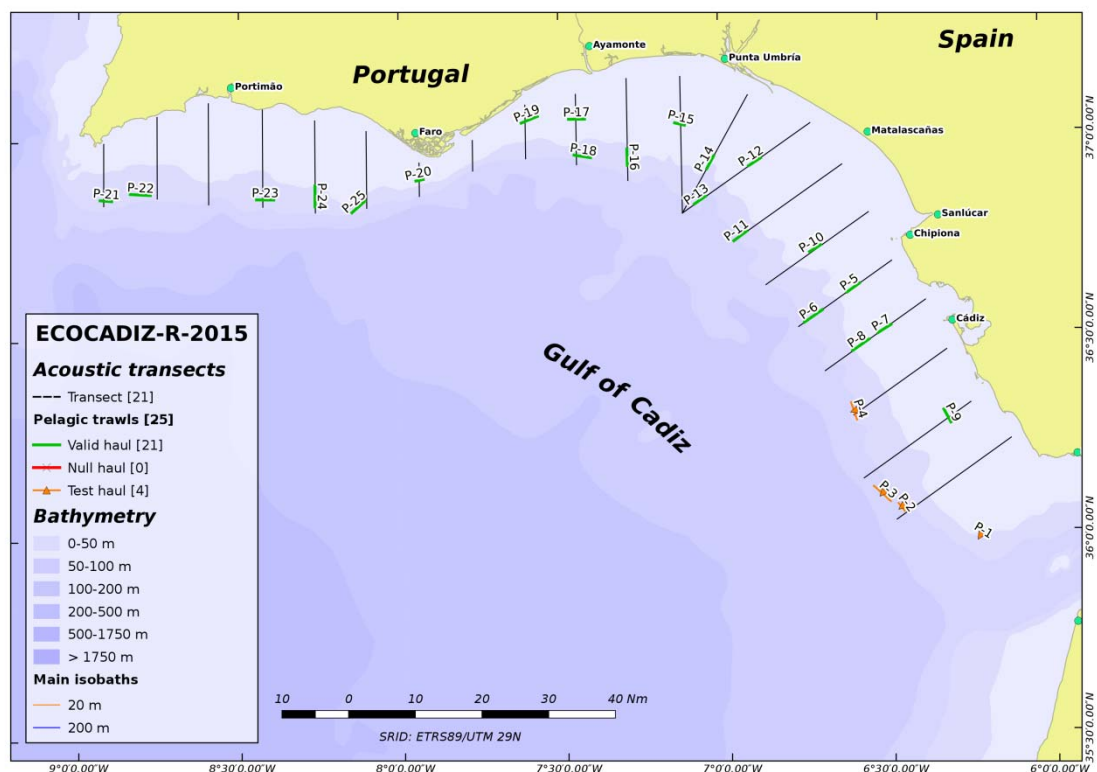 Spain
Portugal
Ayamonte
Punta Umbría
Portimão
Faro
Matalascañas
Sanlúcar
Chipiona
Cádiz
P-19
P-17
P-15
P-18
P-16
P-14
P-12
P-20
P-21
P-22
P-23
P-24
P-25
P-13
P-11
P-10
P-5
P-6
P-7
P-8
P-4
P-9
P-3
P-2
P-1
Gulf of Cadiz
ECOCADIZ-R-2015
Acoustic transects
Transect [21]
Pelagic trawls [25]
Valid haul [21]
Null haul [0]
Test haul [4]
Bathymetry
0-50 m
50-100 m
100-200 m
200-500 m
500-1750 m
> 1750 m
Main isobaths
20 m
200 m
10 0 10 20 30 40 Nm
SRID: ETRS89/UTM 29N
37°0'0.00"N
36°30'0.00"N
36°0'0.00"N
35°30'0.00"N
9°0'0.00"W
8°30'0.00"W
8°0'0.00"W
7°30'0.00"W
7°0'0.00"W
6°30'0.00"W
6°0'0.00"W